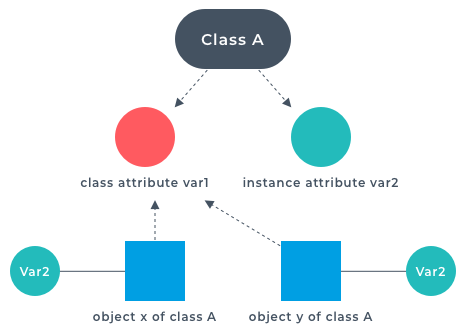 Class A
class attribute var1
instance attribute var2
Var2
Var2
object x of class A
object y of class A